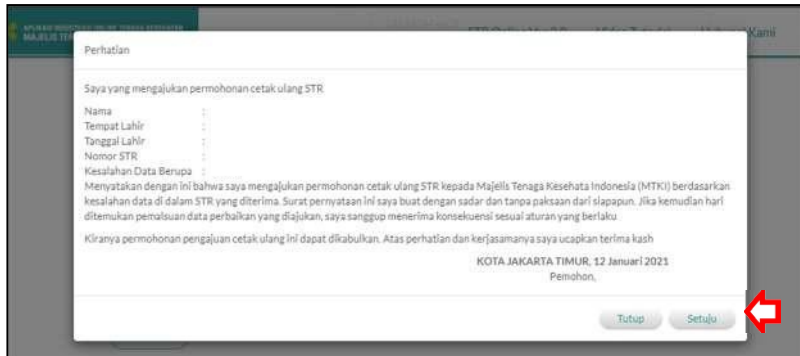 MAJELIS
Kami
Perhatian
Saya yang mengajukan permohonan cetak ulang STR
Nama :
Tempat Lahir :
Tanggal Lahir :
Nomor STR :
Kesalahan Data Berupa :
Menyatakan dengan ini bahwa saya mengajukan permohonan cetak ulang STR kepada Majelis Tenaga Kesehata Indonesia (MTKI) berdasarkan
kesalahan data di dalam STR yang diterima. Surat pernyataan ini saya buat dengan sadar dan tanpa paksaan dari siapapun. Jika kemudian hari
ditemukan pemalsuan data perbaikan yang diajukan, saya sanggup menerima konsekuensi sesuai aturan yang berlaku
Kiranya permohonan pengajuan cetak ulang ini dapat dikabulkan. Atas perhatian dan kerjasamanya saya ucapkan terima kash
KOTA JAKARTA TIMUR, 12 Januari 2021
Pemohon,
Tutup Setuju